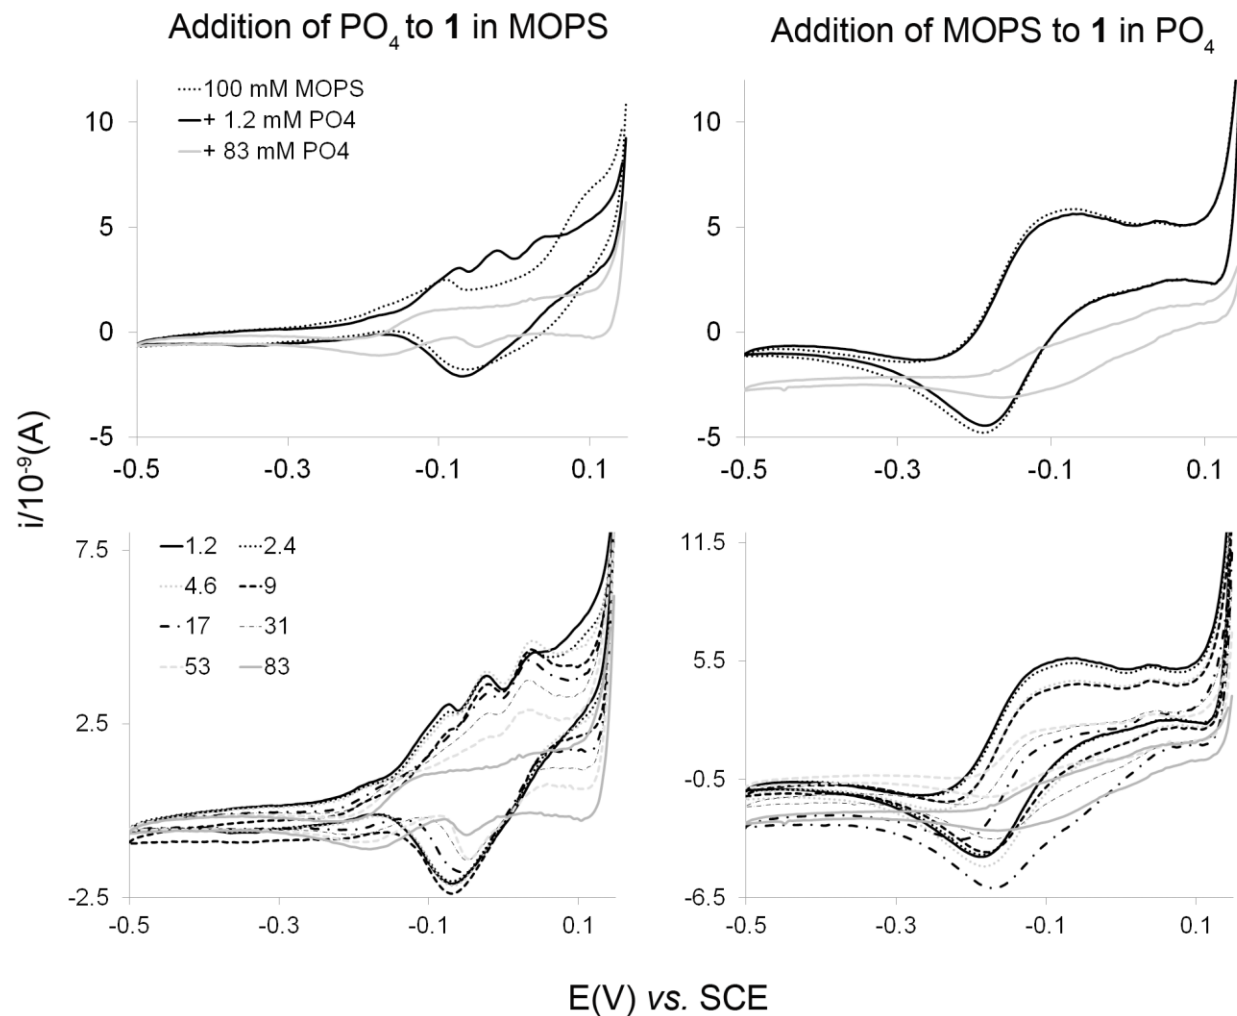 Addition of PO4 to 1 in MOPS
Addition of MOPS to 1 in PO4
100 mM MOPS
+ 1.2 mM PO4
+ 83 mM PO4
10
5
0
-5
-0.5 -0.3 -0.1 0.1
10
5
0
-5
-0.5 -0.3 -0.1 0.1
i/10-9(A)
1.2 2.4
4.6 9
17 31
53 83
7.5
2.5
-2.5
-0.5 -0.3 -0.1 0.1
11.5
5.5
-0.5
-6.5
-0.5 -0.3 -0.1 0.1
E(V) vs. SCE